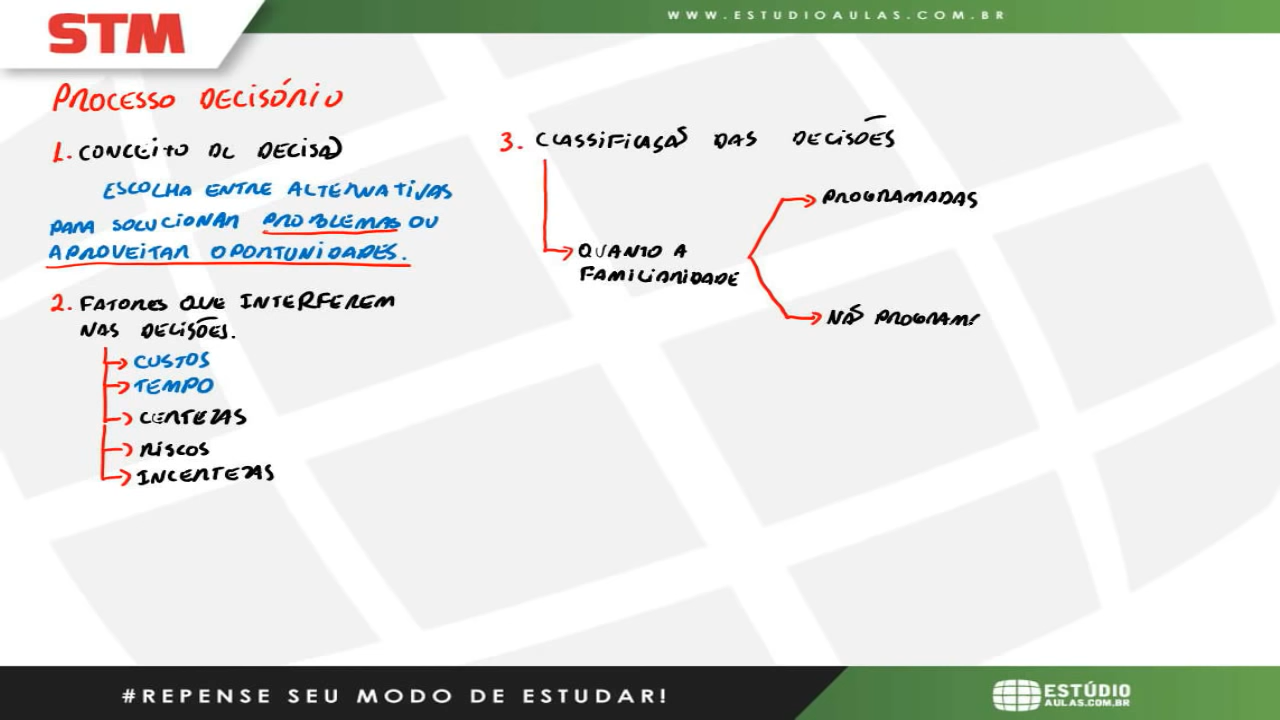 STM
WWW.ESTUDIOAULAS.COM.BR
PROCESSO DECISÓRIO
1. CONCEITO DE DECISÃO
ESCOLHA ENTRE ALTERNATIVAS
PARA SOLUCIONAR PROBLEMAS OU
APROVEITAR OPORTUNIDADES.
2. FATORES QUE INTERFEREM
NAS DECISÕES.
CUSTOS
TEMPO
CERTEZAS
RISCOS
INCERTEZAS
3. CLASSIFICAÇÃO DAS DECISÕES
QUANTO A
FAMILIARIDADE
PROGRAMADAS
NÃO PROGRAM
#REPENSE SEU MODO DE ESTUDAR!
ESTÚDIO
AULAS.COM.BR